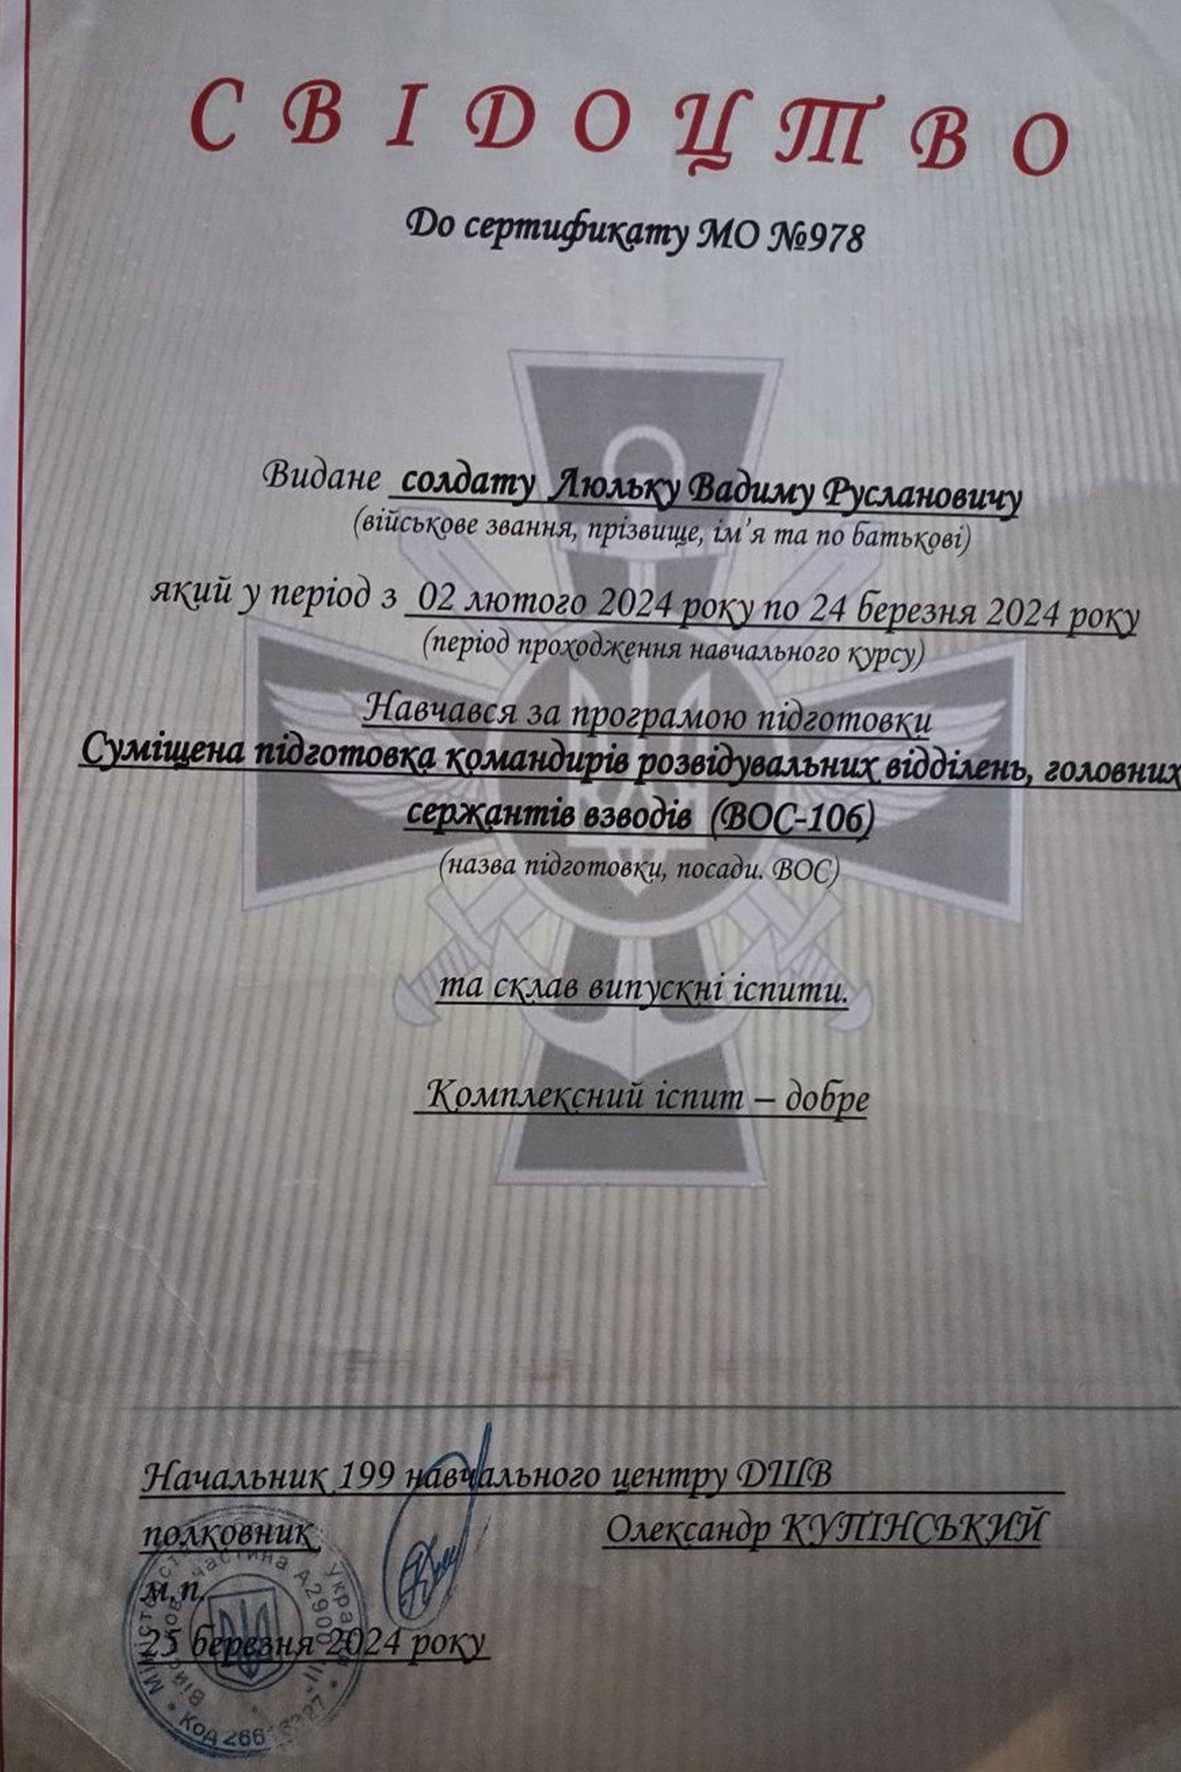 СВІДОЦТВО
До сертифікату МО №978
Видане солдату Люльку Вадиму Руслановичу
(військове звання, прізвище, ім'я та по батькові)
який у період з 02 лютого 2024 року по 24 березня 2024 року
(період проходження навчального курсу)
Навчався за програмою підготовки
Суміщена підготовка командирів розвідувальних відділень, головних
сержантів взводів (ВОС-106)
(назва підготовки, посади. ВОС)
та склав випускні іспити.
Комплексний іспит – добре
Начальник 199 навчального центру ДШВ
полковник Олександр КУПІНСЬКИЙ
м.п.
25 березня 2024 року